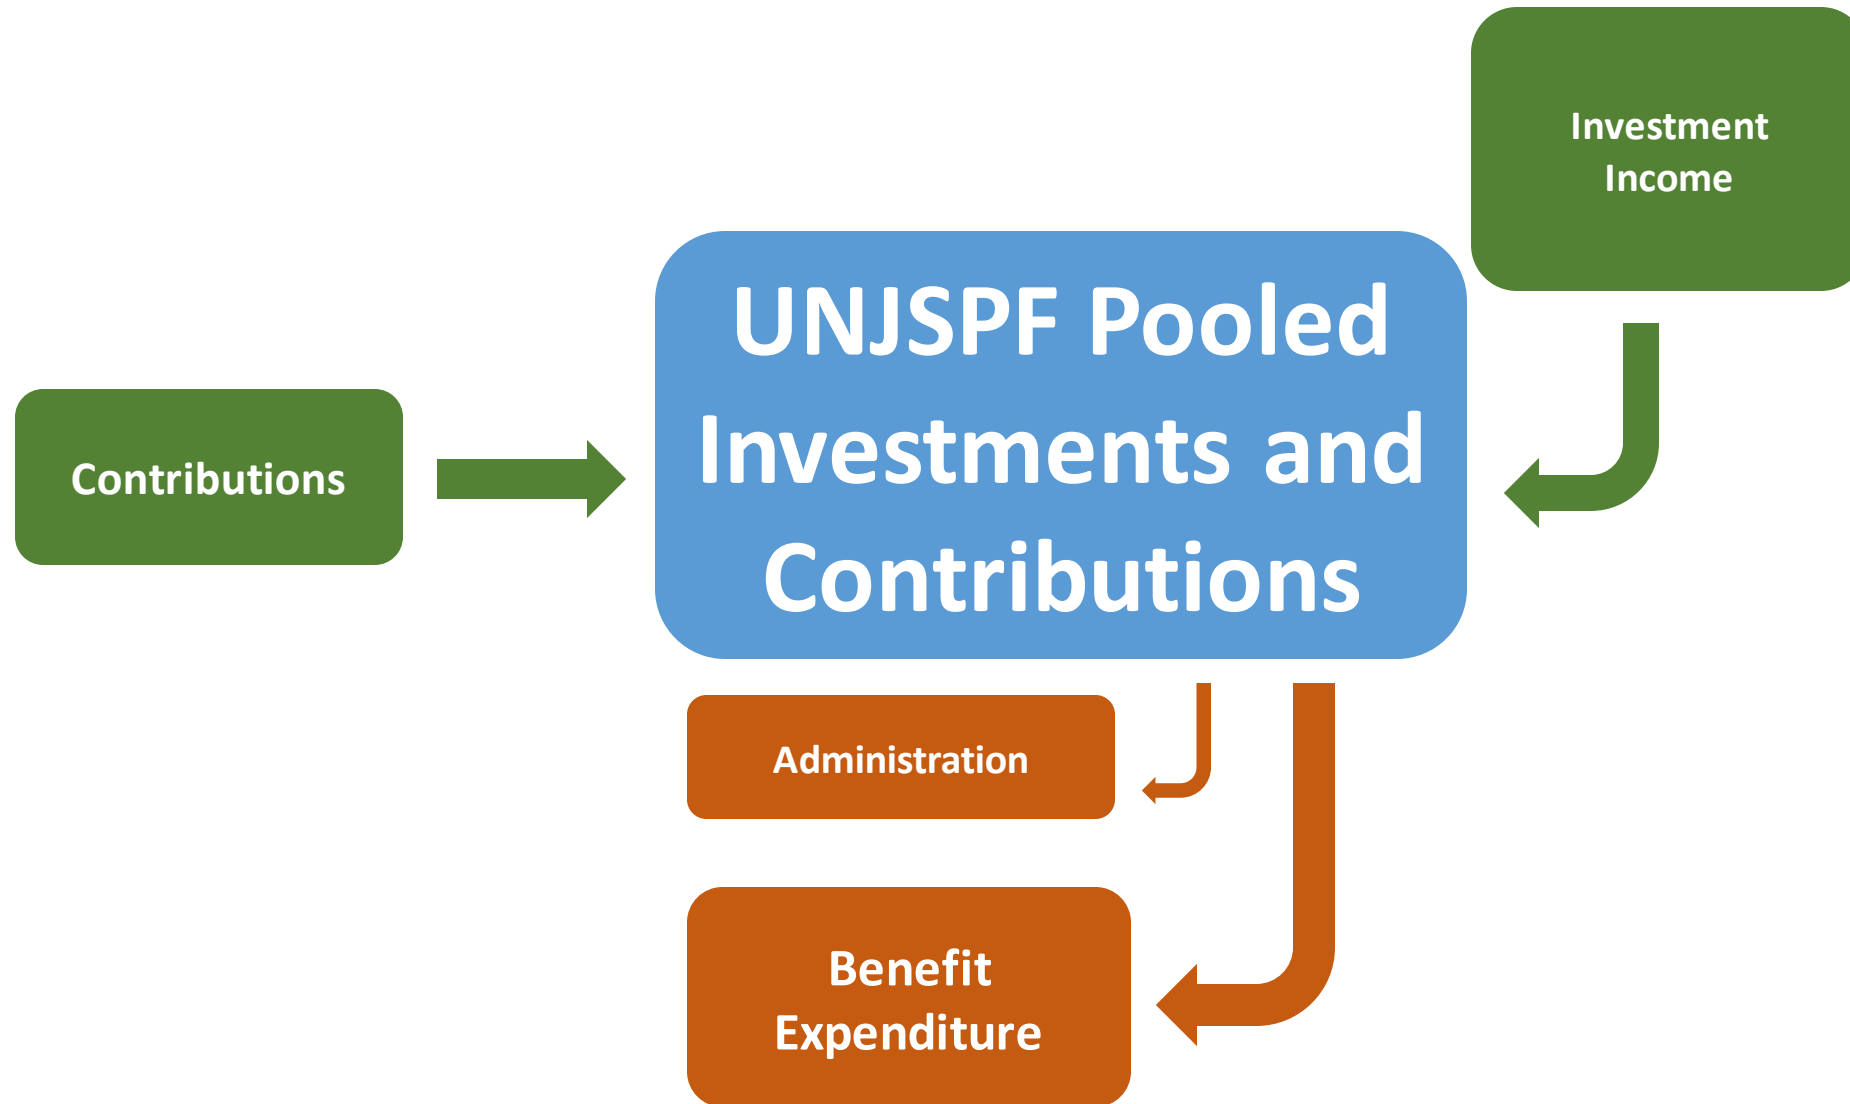 Investment
Income
UNJSPF Pooled
Investments and
Contributions
Contributions
Administration
Benefit
Expenditure